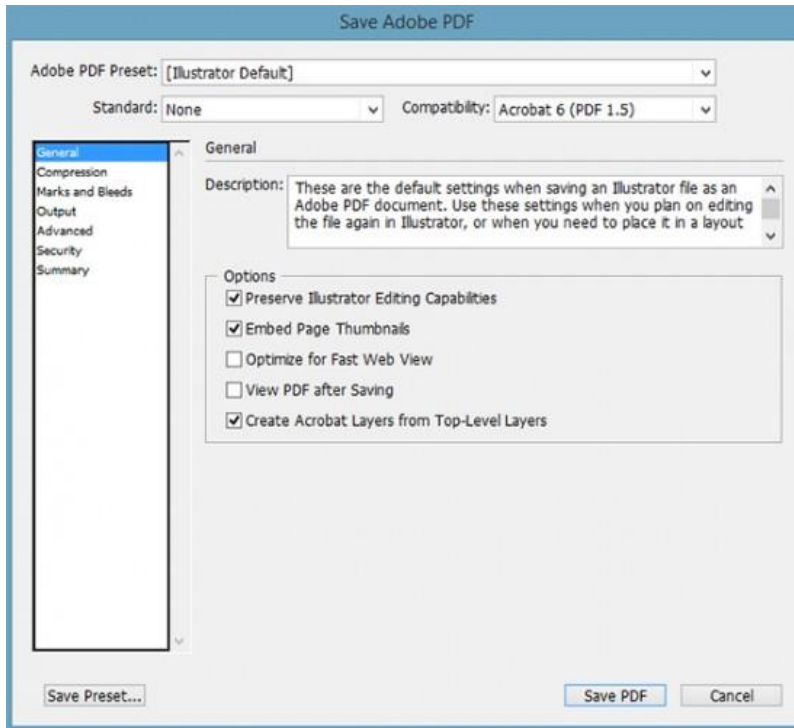 Save Adobe PDF
Adobe PDF Preset: [Illustrator Default]
Standard: None Compatibility: Acrobat 6 (PDF 1.5)
General
Compression
Marks and Bleeds
Output
Advanced
Security
Summary
General
Description: These are the default settings when saving an Illustrator file as an
Adobe PDF document. Use these settings when you plan on editing
the file again in Illustrator, or when you need to place it in a layout
Options
Preserve Illustrator Editing Capabilities
Embed Page Thumbnails
Optimize for Fast Web View
View PDF after Saving
Create Acrobat Layers from Top-Level Layers
Save Preset... Save PDF Cancel